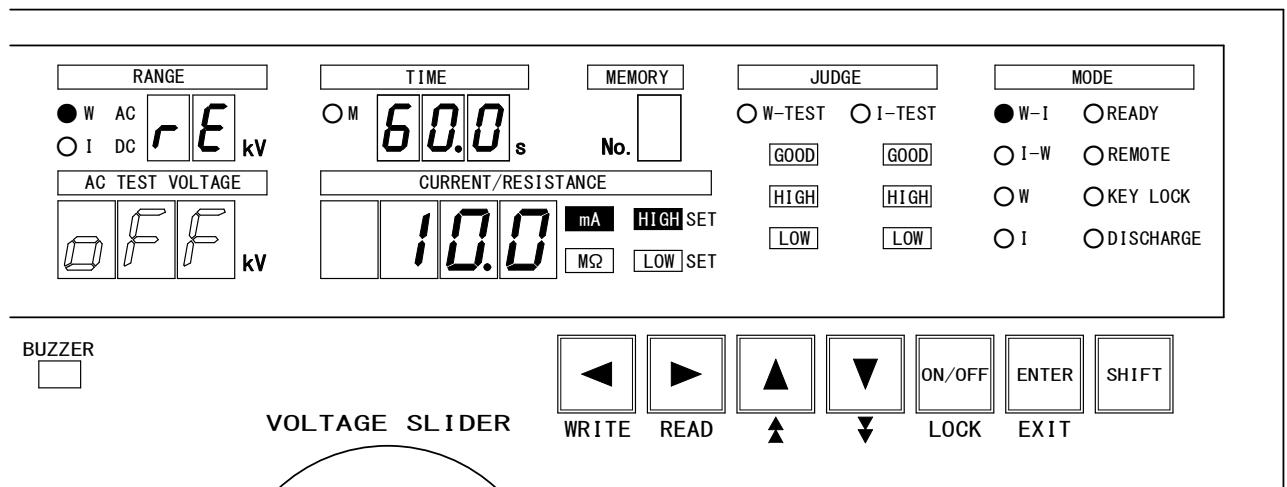 RANGE TIME MEMORY JUDGE MODE
W AC rE kV M 60.0 s No. W-TEST I-TEST W-I READY
I DC GOOD GOOD I-W REMOTE
AC TEST VOLTAGE CURRENT/RESISTANCE HIGH HIGH W KEY LOCK
oFF kV 10.0 mA HIGH SET LOW LOW I DISCHARGE
MΩ LOW SET
BUZZER
◀ ▶ ▲ ▼ ON/OFF ENTER SHIFT
VOLTAGE SLIDER WRITE READ LOCK EXIT